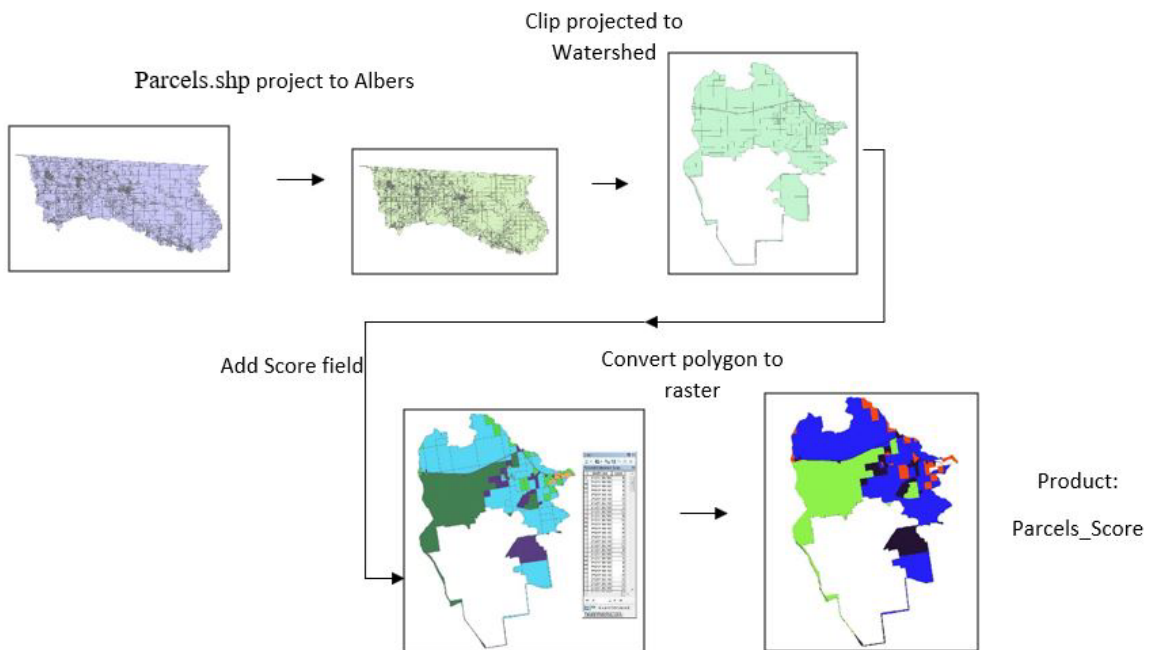 Clip projected to
Watershed
Parcels.shp project to Albers
Add Score field
Convert polygon to
raster
Product:
Parcels_Score